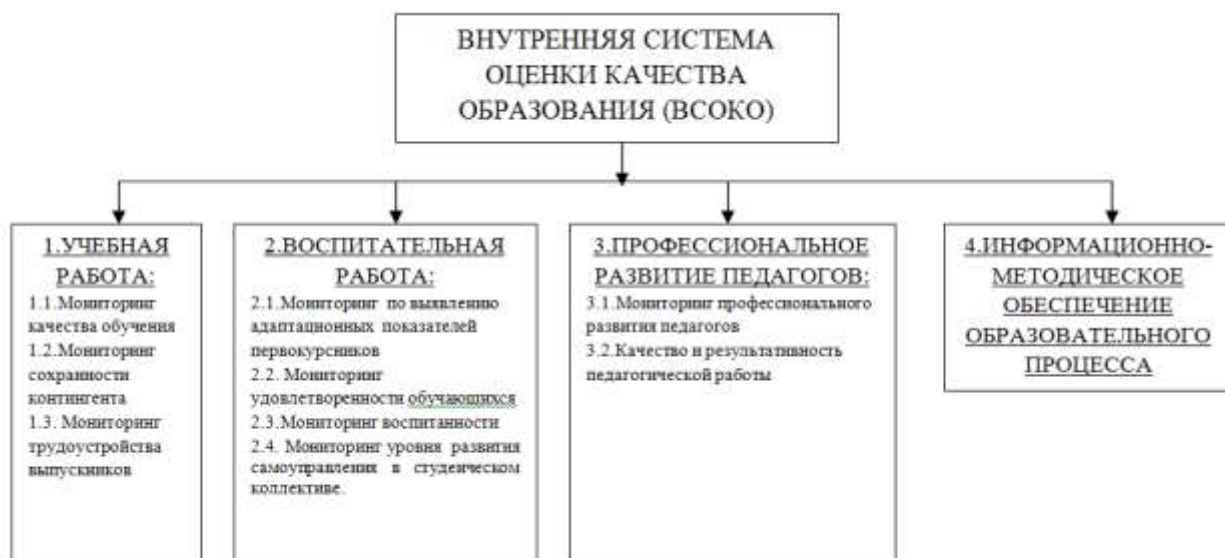 ВНУТРЕННЯЯ СИСТЕМА
ОЦЕНКИ КАЧЕСТВА
ОБРАЗОВАНИЯ (ВСОКО)
1.УЧЕБНАЯ
РАБОТА:
1.1.Мониторинг
качества обучения
1.2.Мониторинг
сохранности
контингента
1.3. Мониторинг
трудоустройства
выпускников
2.ВОСПИТАТЕЛЬНАЯ
РАБОТА:
2.1.Мониторинг по выявлению
адаптационных показателей
первокурсников
2.2. Мониторинг
удовлетворенности обучающихся
2.3.Мониторинг воспитанности
2.4. Мониторинг уровня развития
самоуправления в студенческом
коллективе.
3.ПРОФЕССИОНАЛЬНОЕ
РАЗВИТИЕ ПЕДАГОГОВ:
3.1.Мониторинг профессионального
развития педагогов
3.2.Качество и результативность
педагогической работы
4.ИНФОРМАЦИОННО-
МЕТОДИЧЕСКОЕ
ОБЕСПЕЧЕНИЕ
ОБРАЗОВАТЕЛЬНОГО
ПРОЦЕССА